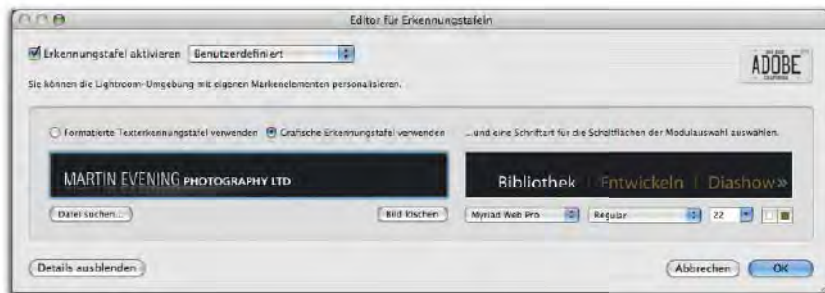 Editor für Erkennungstafeln
Erkennungstafel aktivieren Benutzerdefiniert
ADOBE
Sie können die Lightroom-Umgebung mit eigenen Markenelementen personalisieren.
Formatierte Texterkennungstafel verwenden Grafische Erkennungstafel verwenden ...und eine Schriftart für die Schaltflächen der Modulauswahl auswählen.
MARTIN EVENING PHOTOGRAPHY LTD
Bibliothek | Entwickeln | Diashow»
Datei suchen... Bild löschen Myriad Web Pro Regular 22
Details ausblenden Abbrechen OK